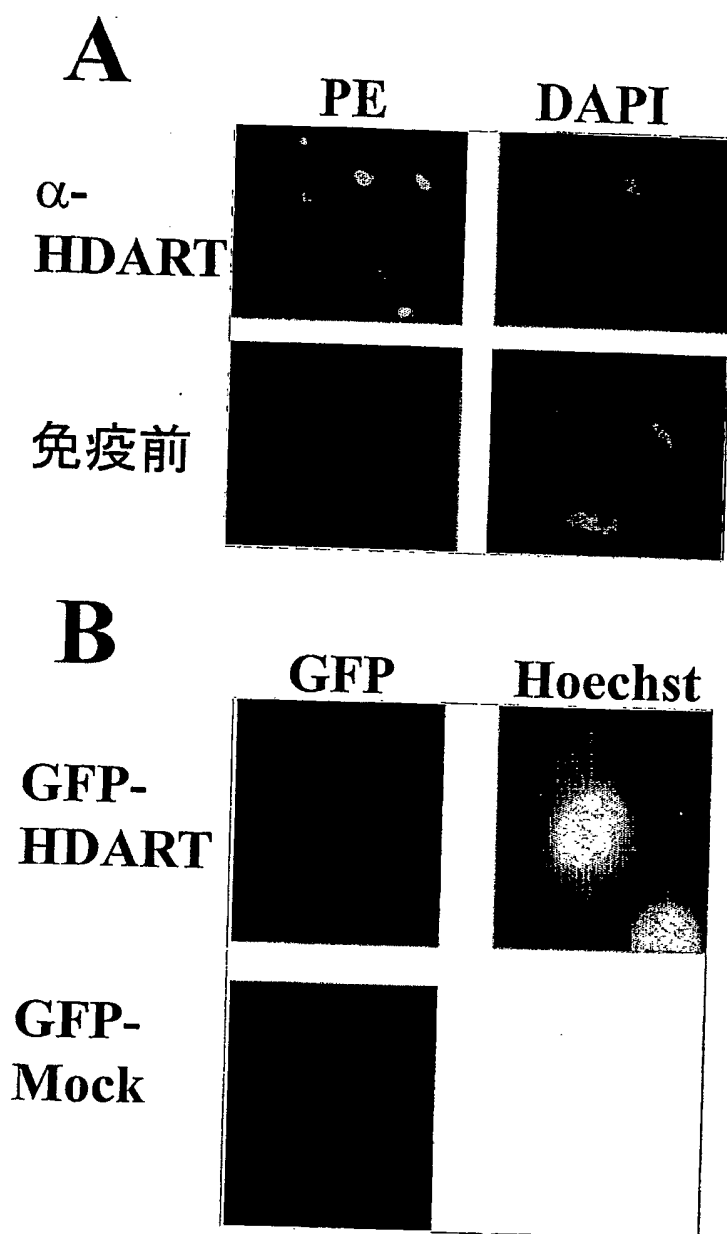 A
PE DAPI
α-
HDART
免疫前
B
GFP Hoechst
GFP-
HDART
GFP-
Mock